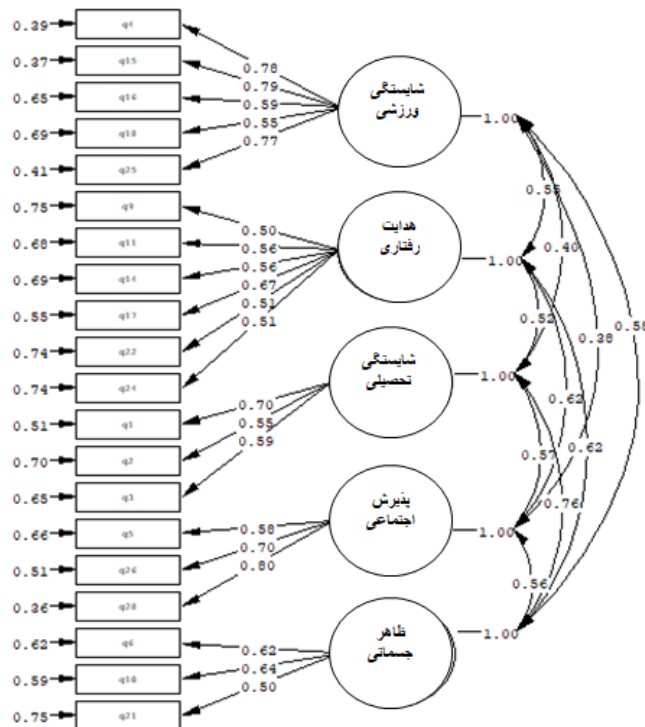 0.39
q4
0.37
q15
0.65
q16
0.69
q18
0.41
q25
0.75
q9
0.68
q11
0.69
q14
0.55
q17
0.74
q22
0.74
q24
0.51
q1
0.70
q2
0.65
q3
0.66
q5
0.51
q26
0.36
q28
0.62
q6
0.59
q10
0.75
q21
0.78
0.79
0.59
0.55
0.77
0.50
0.56
0.56
0.67
0.51
0.51
0.70
0.55
0.59
0.58
0.70
0.80
0.62
0.64
0.50
شایستگی
ورزشی
هدایت
رفتاری
شایستگی
تحصیلی
پذیرش
اجتماعی
ظاهر
جسمانی
1.00
1.00
1.00
1.00
1.00
0.55
0.40
0.52
0.38
0.58
0.62
0.62
0.57
0.76
0.56